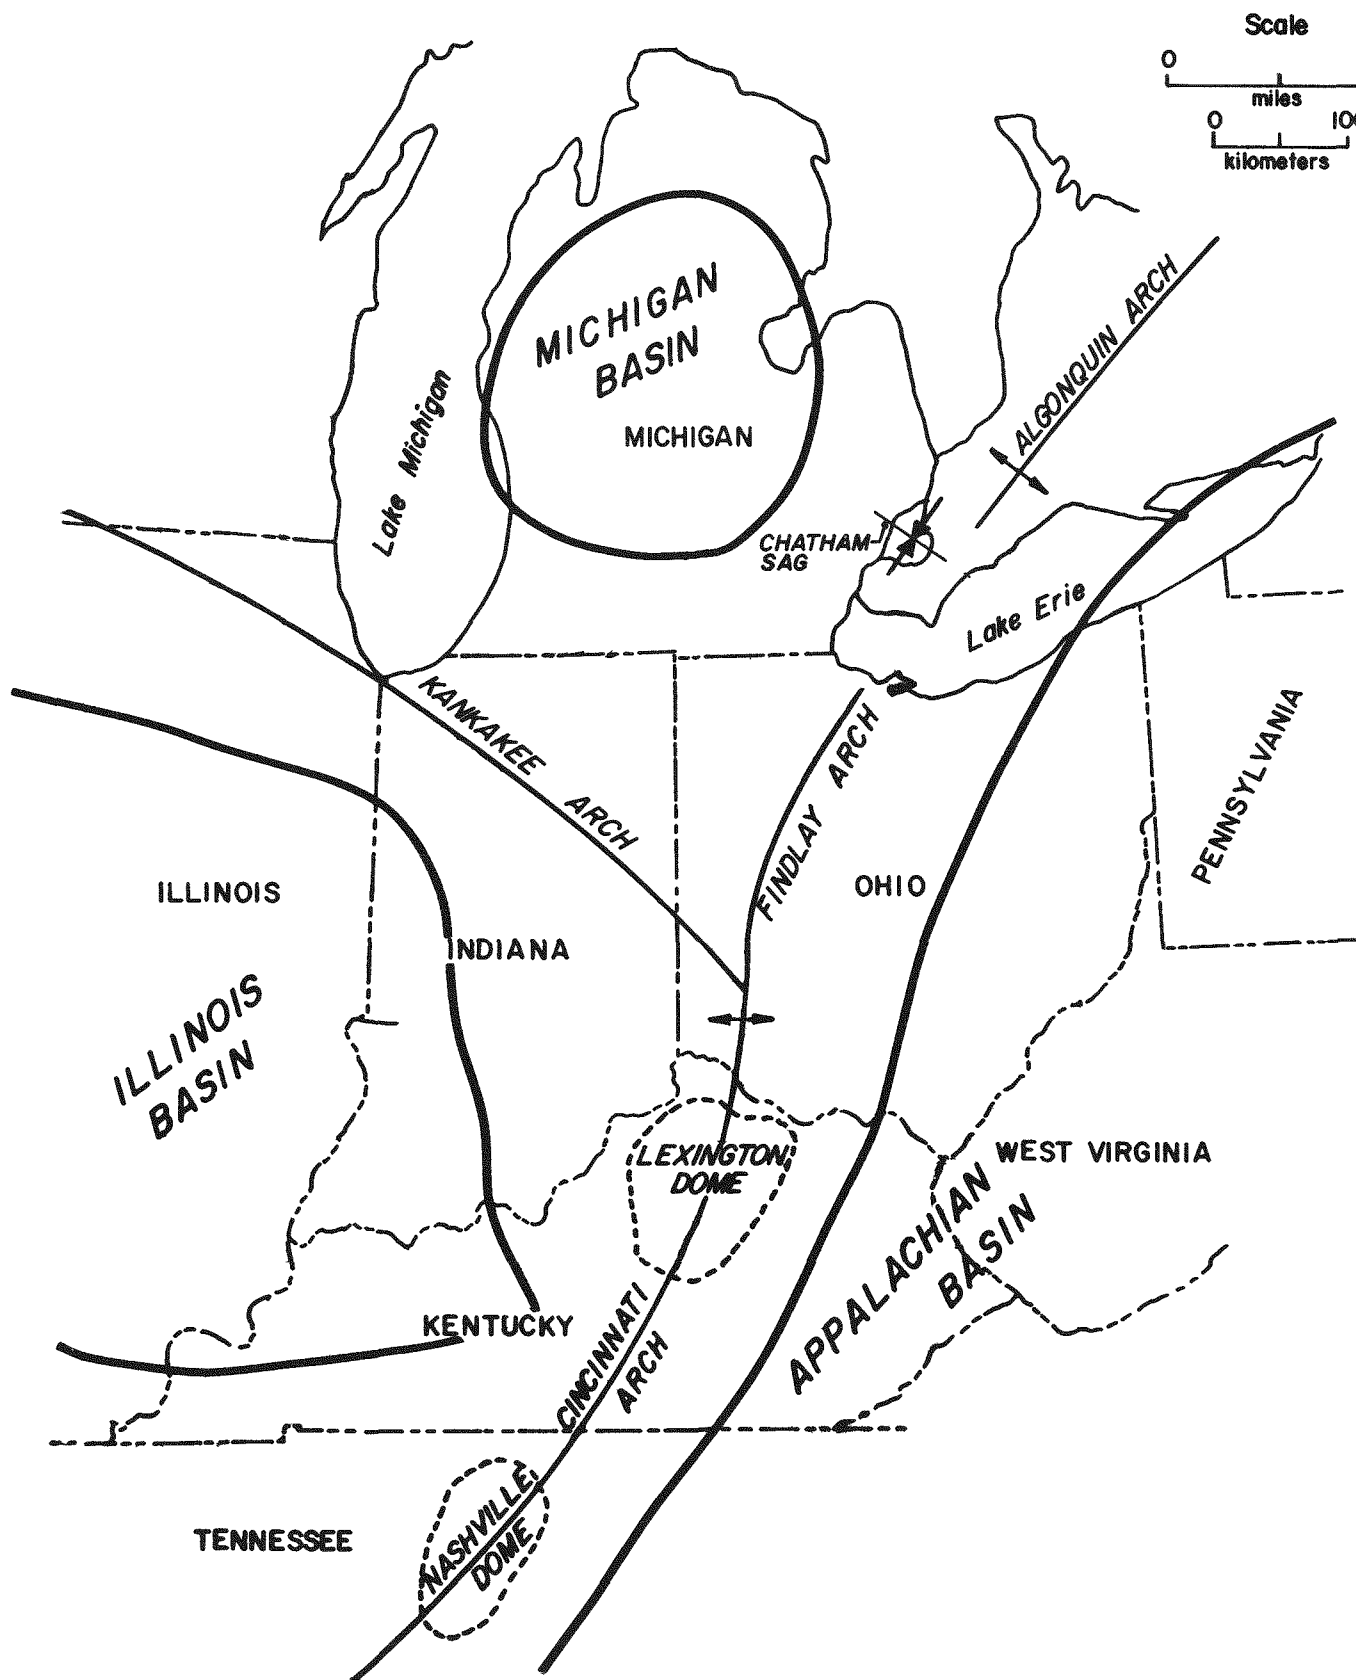 Scale
0
miles
0 100
kilometers
MICHIGAN
BASIN
MICHIGAN
Lake Michigan
ALGONQUIN ARCH
CHATHAM
SAG
Lake Erie
KANKAKEE
ARCH
FINDLAY ARCH
PENNSYLVANIA
ILLINOIS
OHIO
INDIANA
ILLINOIS
BASIN
LEXINGTON
DOME
WEST VIRGINIA
APPALACHIAN
BASIN
KENTUCKY
CINCINNATI
ARCH
TENNESSEE
NASHVILLE
DOME